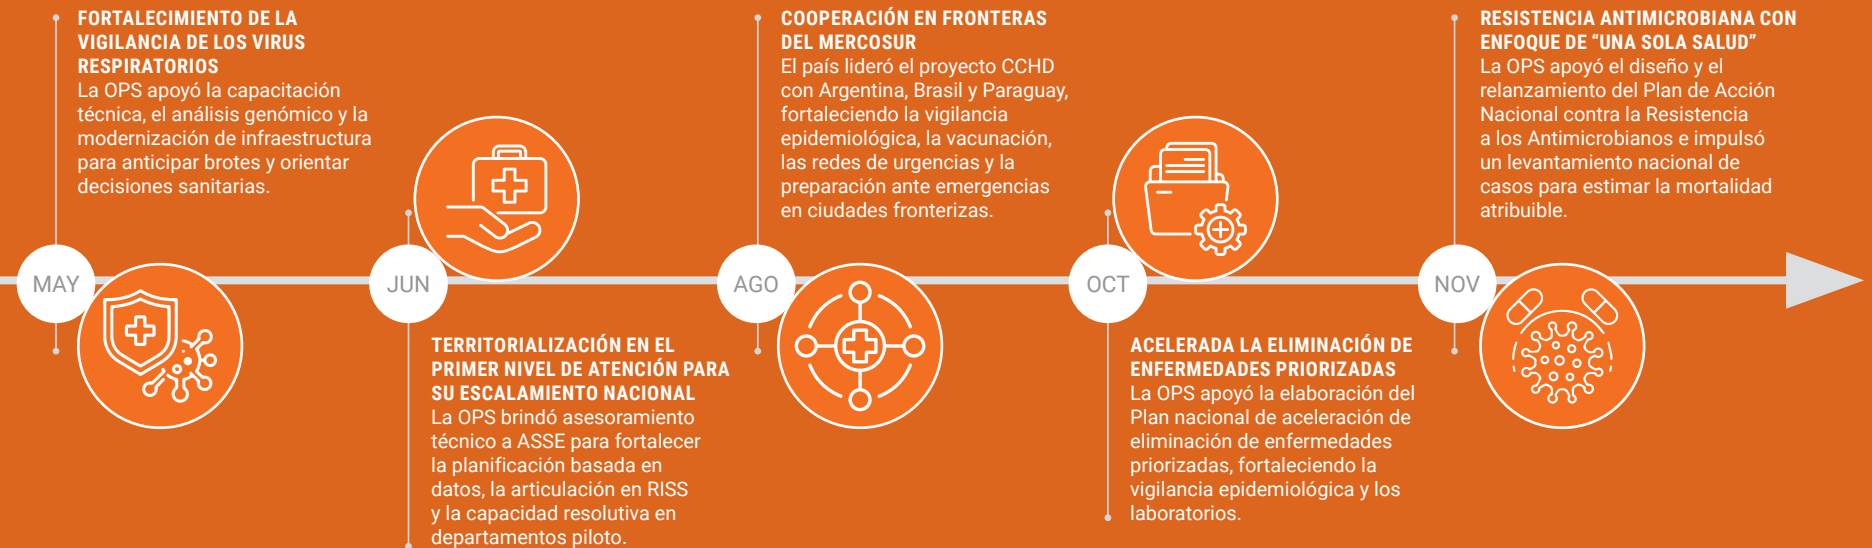 FORTALECIMIENTO DE LA
VIGILANCIA DE LOS VIRUS
RESPIRATORIOS
La OPS apoyó la capacitación
técnica, el análisis genómico y la
modernización de infraestructura
para anticipar brotes y orientar
decisiones sanitarias.
MAY
JUN
TERRITORIALIZACIÓN EN EL
PRIMER NIVEL DE ATENCIÓN PARA
SU ESCALAMIENTO NACIONAL
La OPS brindó asesoramiento
técnico a ASSE para fortalecer
la planificación basada en
datos, la articulación en RISS
y la capacidad resolutiva en
departamentos piloto.
COOPERACIÓN EN FRONTERAS
DEL MERCOSUR
El país lideró el proyecto CCHD
con Argentina, Brasil y Paraguay,
fortaleciendo la vigilancia
epidemiológica, la vacunación,
las redes de urgencias y la
preparación ante emergencias
en ciudades fronterizas.
AGO
OCT
ACELERADA LA ELIMINACIÓN DE
ENFERMEDADES PRIORIZADAS
La OPS apoyó la elaboración del
Plan nacional de aceleración de
eliminación de enfermedades
priorizadas, fortaleciendo la
vigilancia epidemiológica y los
laboratorios.
RESISTENCIA ANTIMICROBIANA CON
ENFOQUE DE “UNA SOLA SALUD”
La OPS apoyó el diseño y el
relanzamiento del Plan de Acción
Nacional contra la Resistencia
a los Antimicrobianos e impulsó
un levantamiento nacional de
casos para estimar la mortalidad
atribuible.
NOV